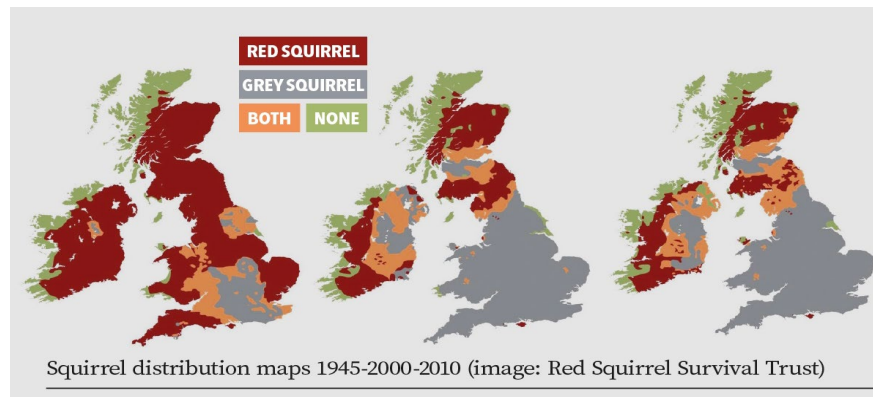 RED SQUIRREL
GREY SQUIRREL
BOTH NONE
Squirrel distribution maps 1945-2000-2010 (image: Red Squirrel Survival Trust)